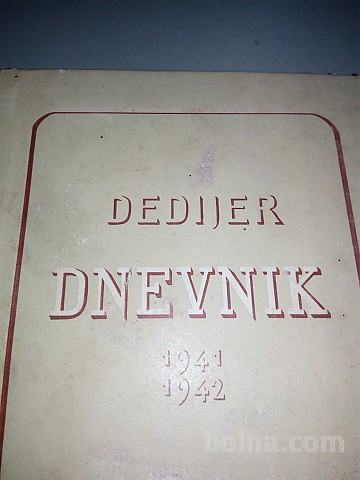 DEDIJER
DNEVNIK
1941
1942
bolha.com